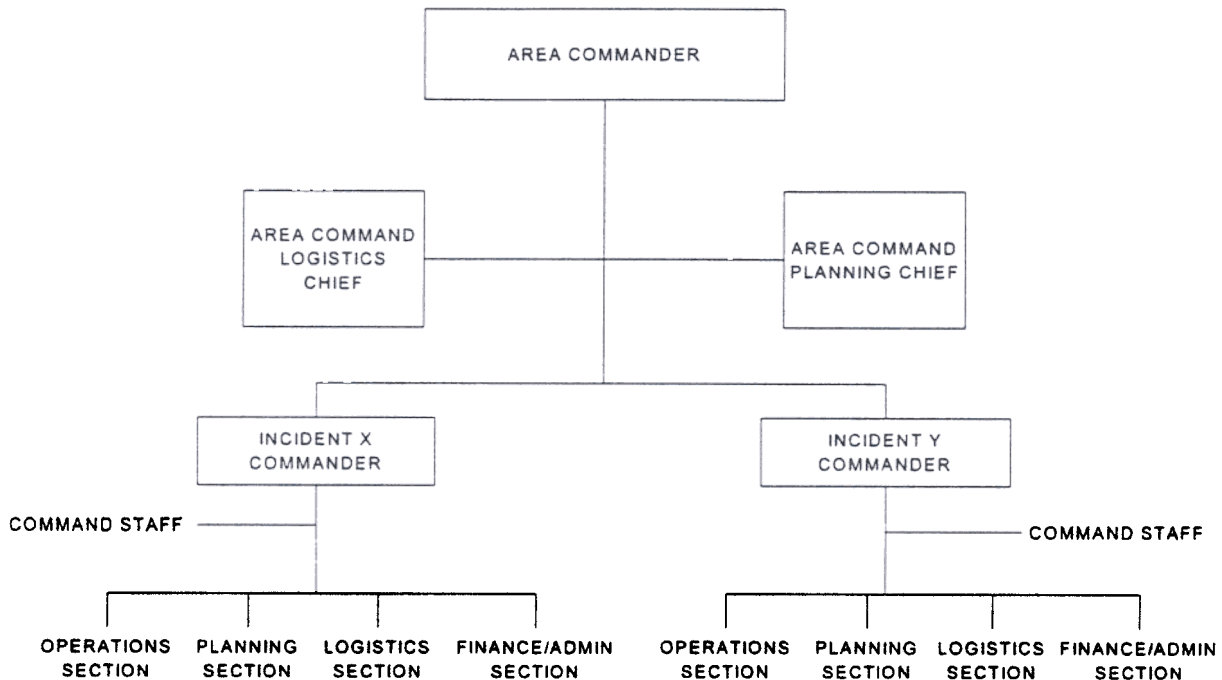 AREA COMMANDER
AREA COMMAND
LOGISTICS
CHIEF
AREA COMMAND
PLANNING CHIEF
INCIDENT X
COMMANDER
INCIDENT Y
COMMANDER
COMMAND STAFF
COMMAND STAFF
OPERATIONS
SECTION
PLANNING
SECTION
LOGISTICS
SECTION
FINANCE/ADMIN
SECTION
OPERATIONS
SECTION
PLANNING
SECTION
LOGISTICS
SECTION
FINANCE/ADMIN
SECTION